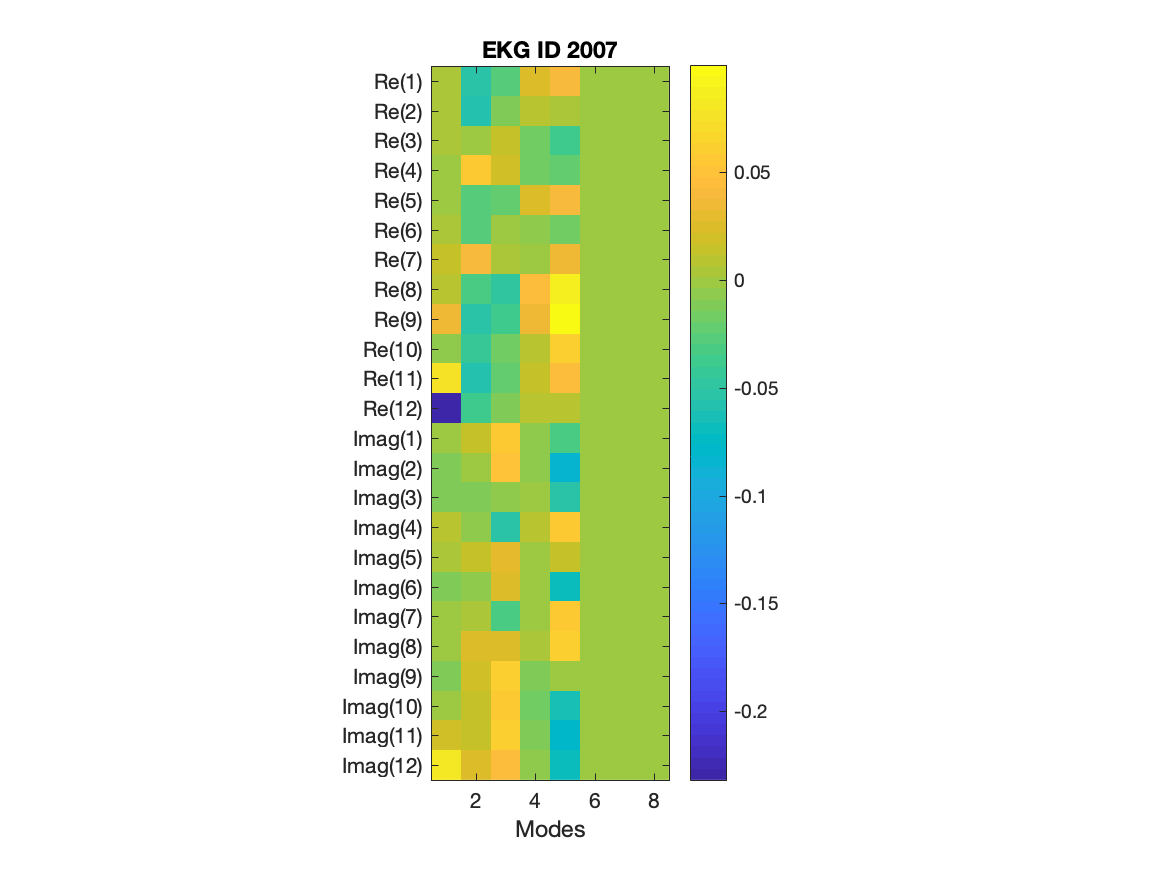 EKG ID 2007
Re(1)
Re(2)
Re(3)
Re(4)
Re(5)
Re(6)
Re(7)
Re(8)
Re(9)
Re(10)
Re(11)
Re(12)
Imag(1)
Imag(2)
Imag(3)
Imag(4)
Imag(5)
Imag(6)
Imag(7)
Imag(8)
Imag(9)
Imag(10)
Imag(11)
Imag(12)
2 4 6 8
Modes
0.05
0
-0.05
-0.1
-0.15
-0.2